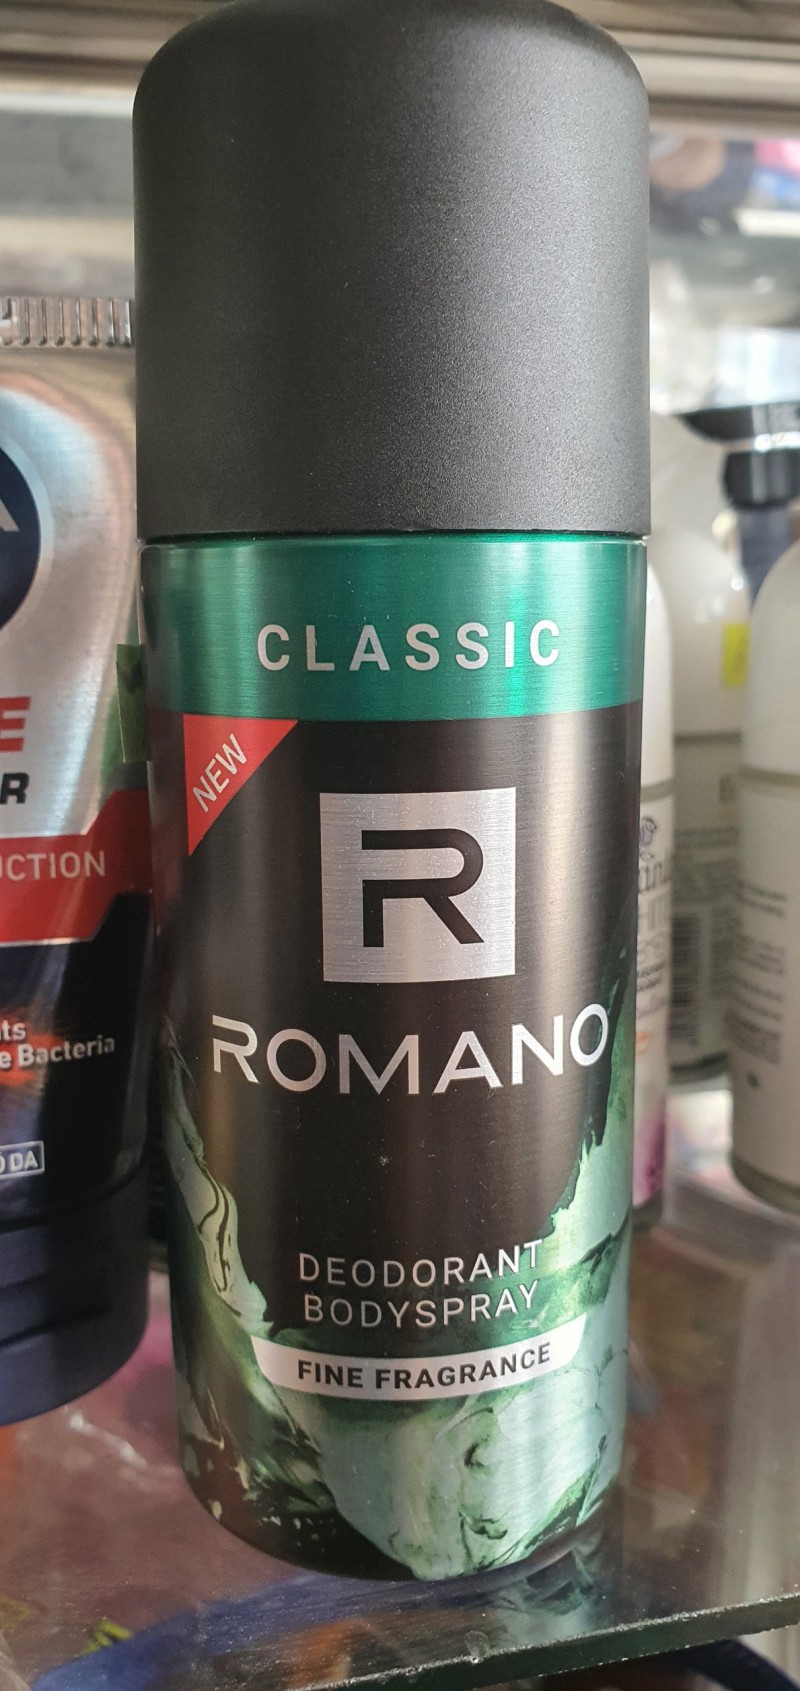 CLASSIC
NEW
R
ROMANO
DEODORANT
BODYSPRAY
FINE FRAGRANCE
E
R
UCTION
Bacteria